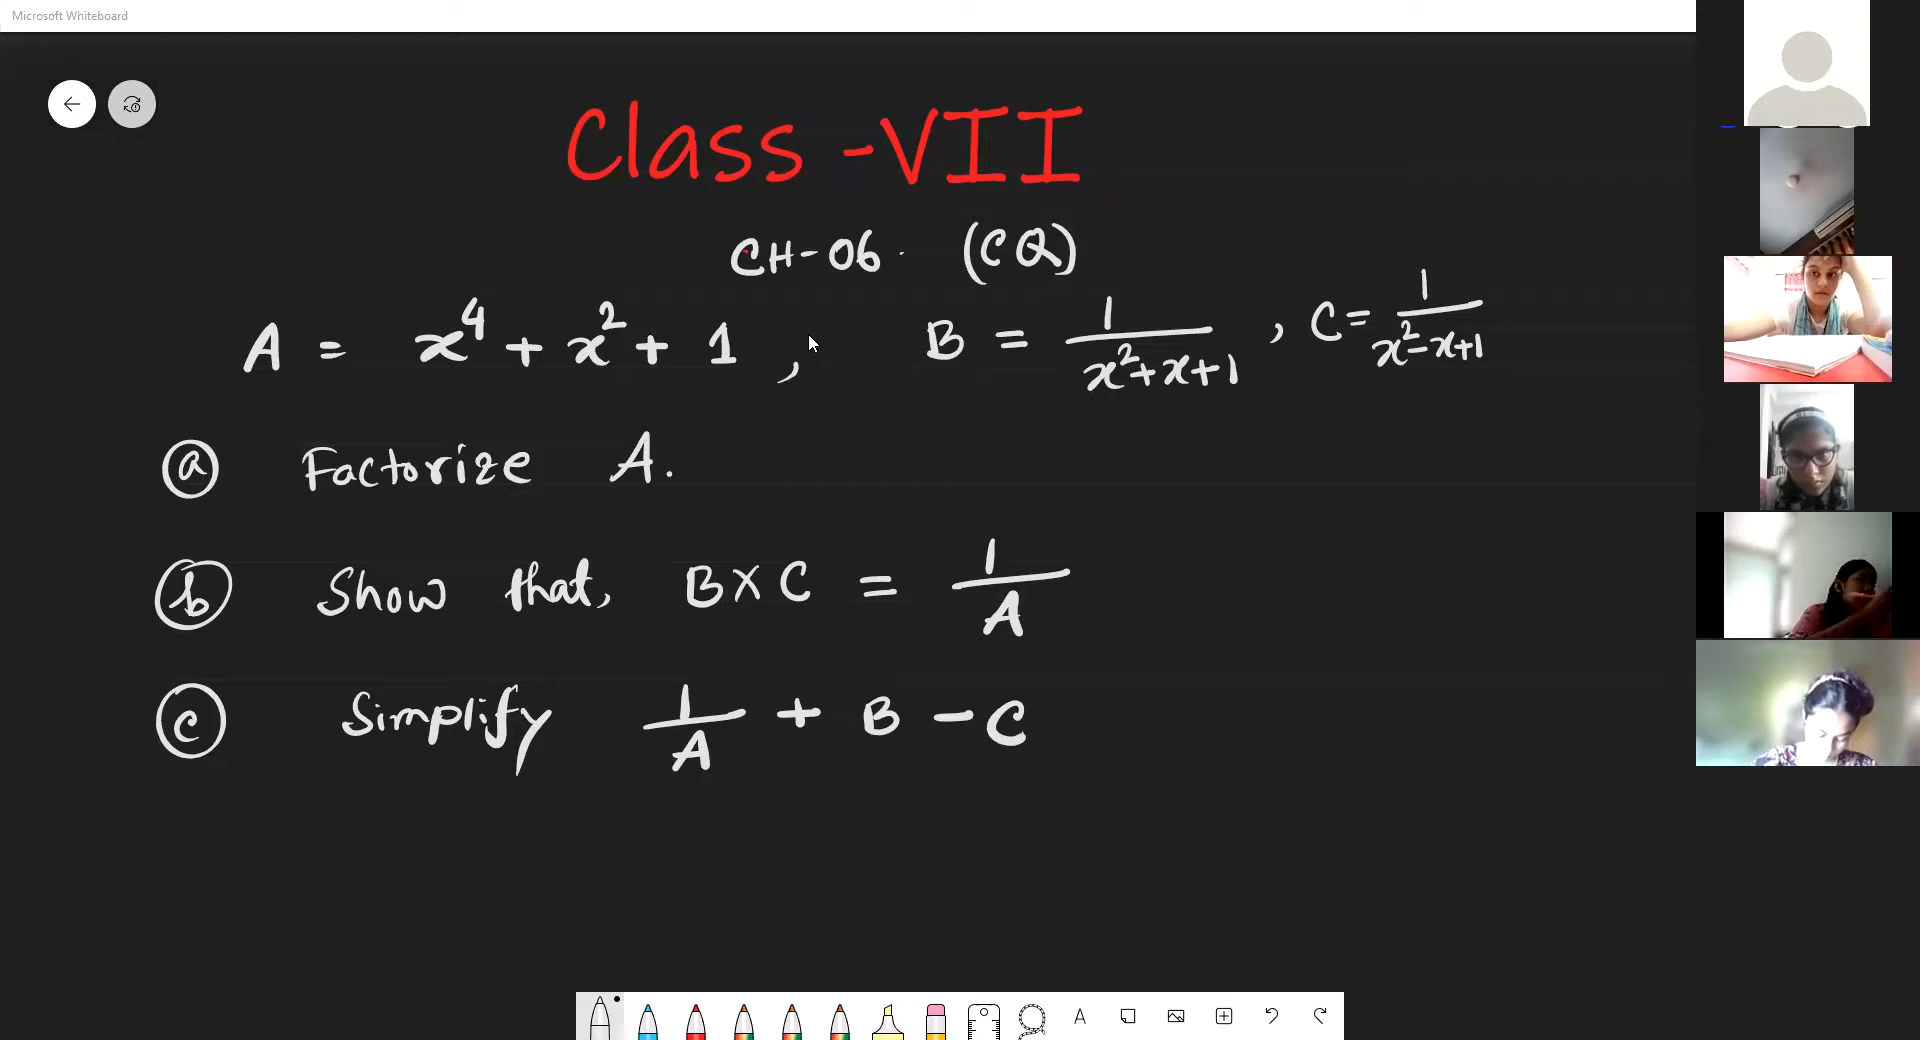 Microsoft Whiteboard
Class -VII
CH-06. (CQ)
A = x⁴ + x² + 1 , B = 1/(x²+x+1) , C = 1/(x²-x+1)
ⓐ Factorize A.
ⓑ Show that, B×C = 1/A
ⓒ Simplify 1/A + B - C